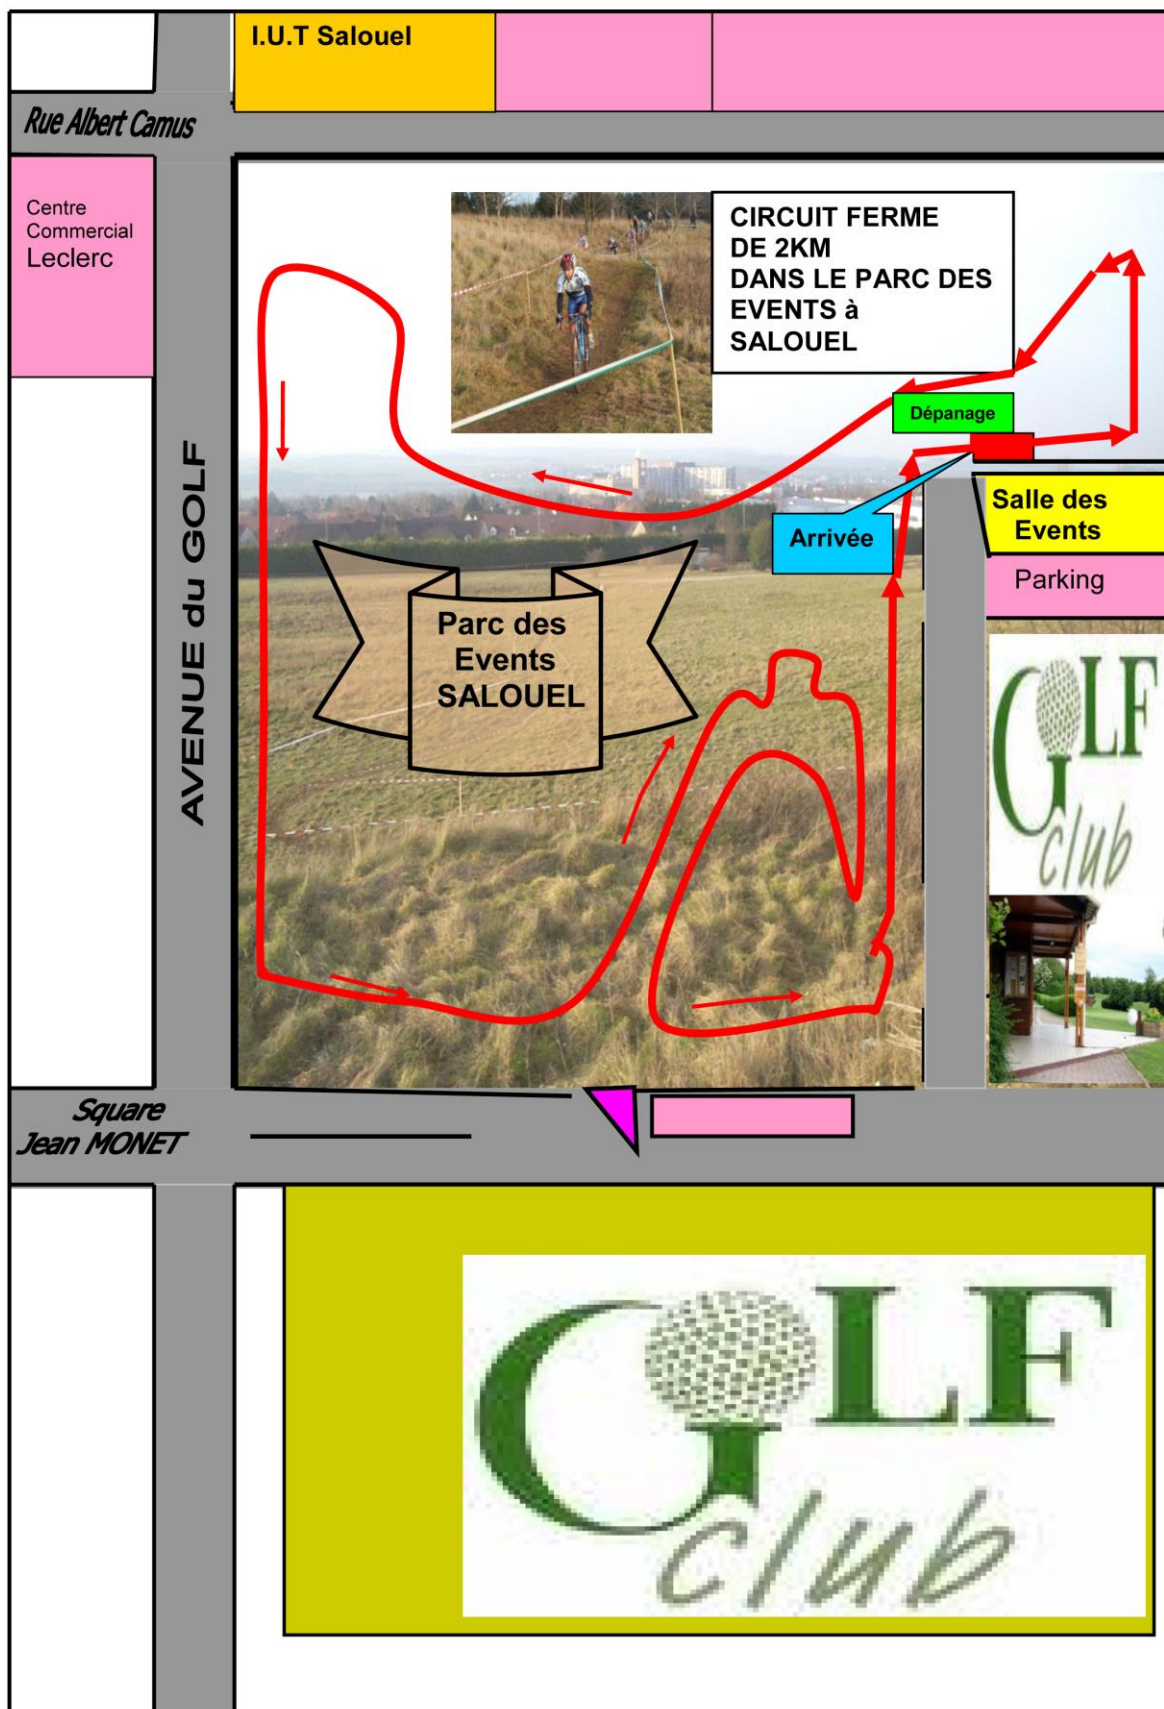 I.U.T Salouel
Rue Albert Camus
Centre
Commercial
Leclerc
CIRCUIT FERME
DE 2KM
DANS LE PARC DES
EVENTS à
SALOUEL
Dépanage
Arrivée
Salle des
Events
Parking
AVENUE du GOLF
Parc des
Events
SALOUEL
GOLF
club
Square
Jean MONET
GOLF
club